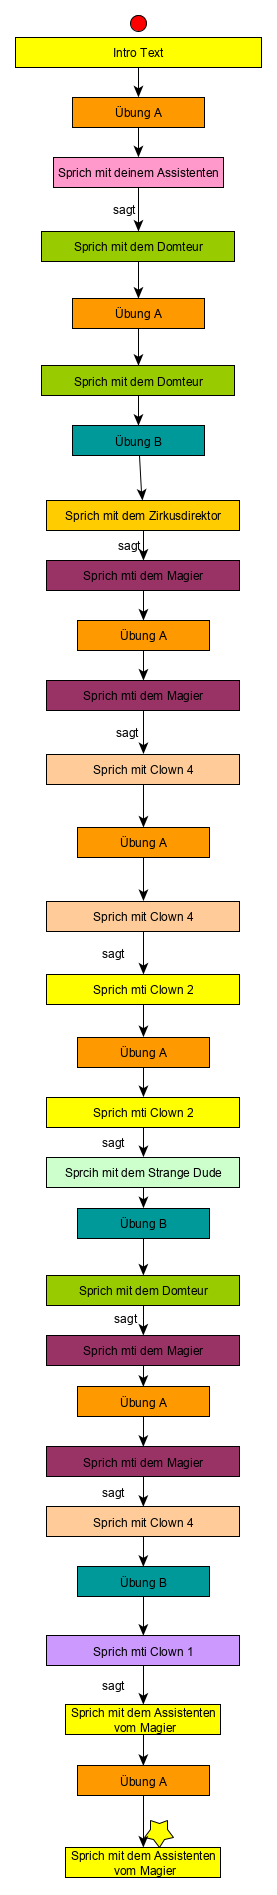 Intro Text
Übung A
Sprich mit deinem Assistenten
sagt
Sprich mit dem Domteur
Übung A
Sprich mit dem Domteur
Übung B
Sprich mit dem Zirkusdirektor
sagt
Sprich mti dem Magier
Übung A
Sprich mti dem Magier
sagt
Sprich mit Clown 4
Übung A
Sprich mit Clown 4
sagt
Sprich mti Clown 2
Übung A
Sprich mti Clown 2
sagt
Sprcih mit dem Strange Dude
Übung B
Sprich mit dem Domteur
sagt
Sprich mti dem Magier
Übung A
Sprich mti dem Magier
sagt
Sprich mit Clown 4
Übung B
Sprich mti Clown 1
sagt
Sprich mit dem Assistenten
vom Magier
Übung A
Sprich mit dem Assistenten
vom Magier